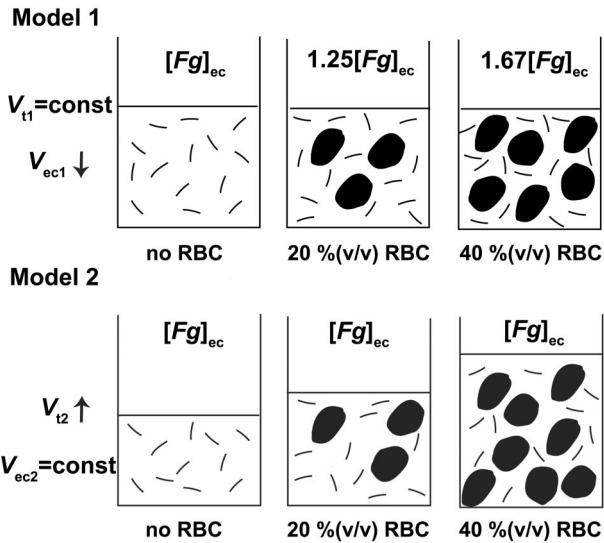 Model 1
[Fg]ec 1.25[Fg]ec 1.67[Fg]ec
Vt1=const
Vec1 ↓
no RBC 20 %(v/v) RBC 40 %(v/v) RBC
Model 2
[Fg]ec [Fg]ec [Fg]ec
Vt2 ↑
Vec2=const
no RBC 20 %(v/v) RBC 40 %(v/v) RBC